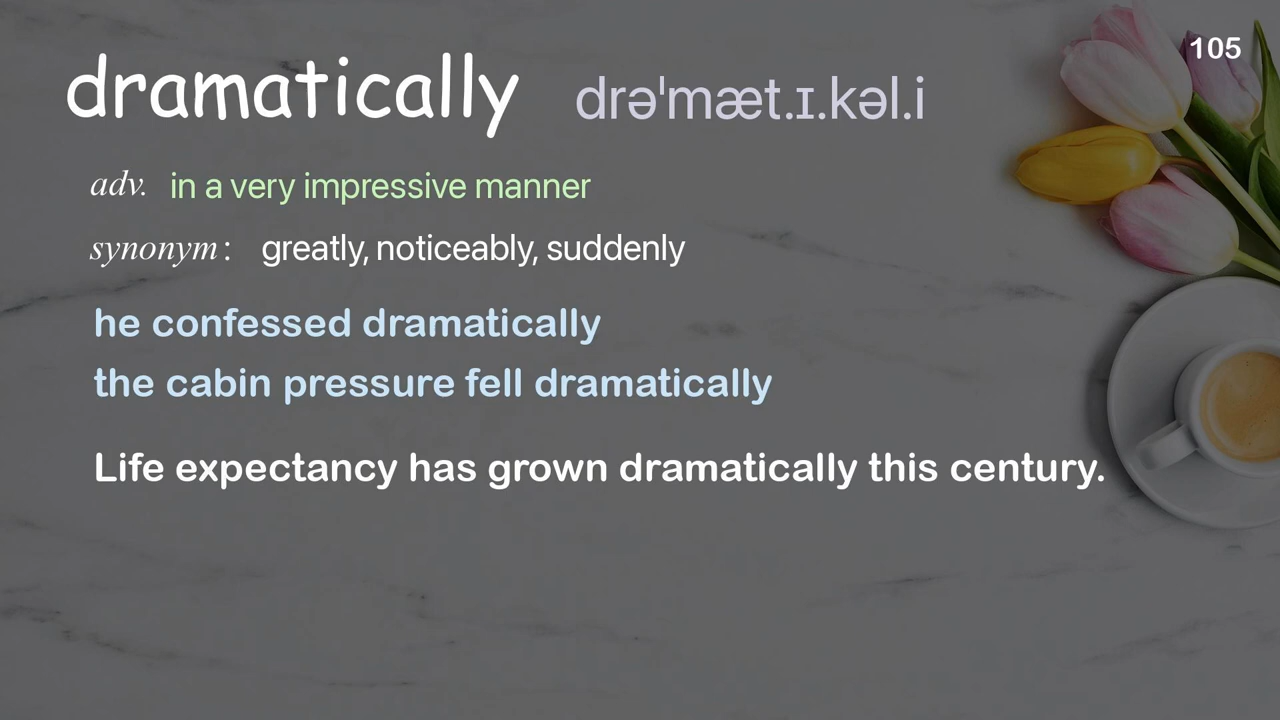 105
dramatically drəˈmæt.ɪ.kəl.i
adv. in a very impressive manner
synonym: greatly, noticeably, suddenly
he confessed dramatically
the cabin pressure fell dramatically
Life expectancy has grown dramatically this century.